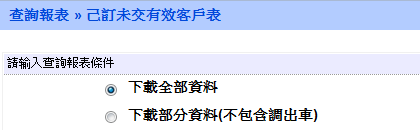 查詢報表 » 己訂未交有效客戶表
請輸入查詢報表條件
下載全部資料
下載部分資料(不包含調出車)